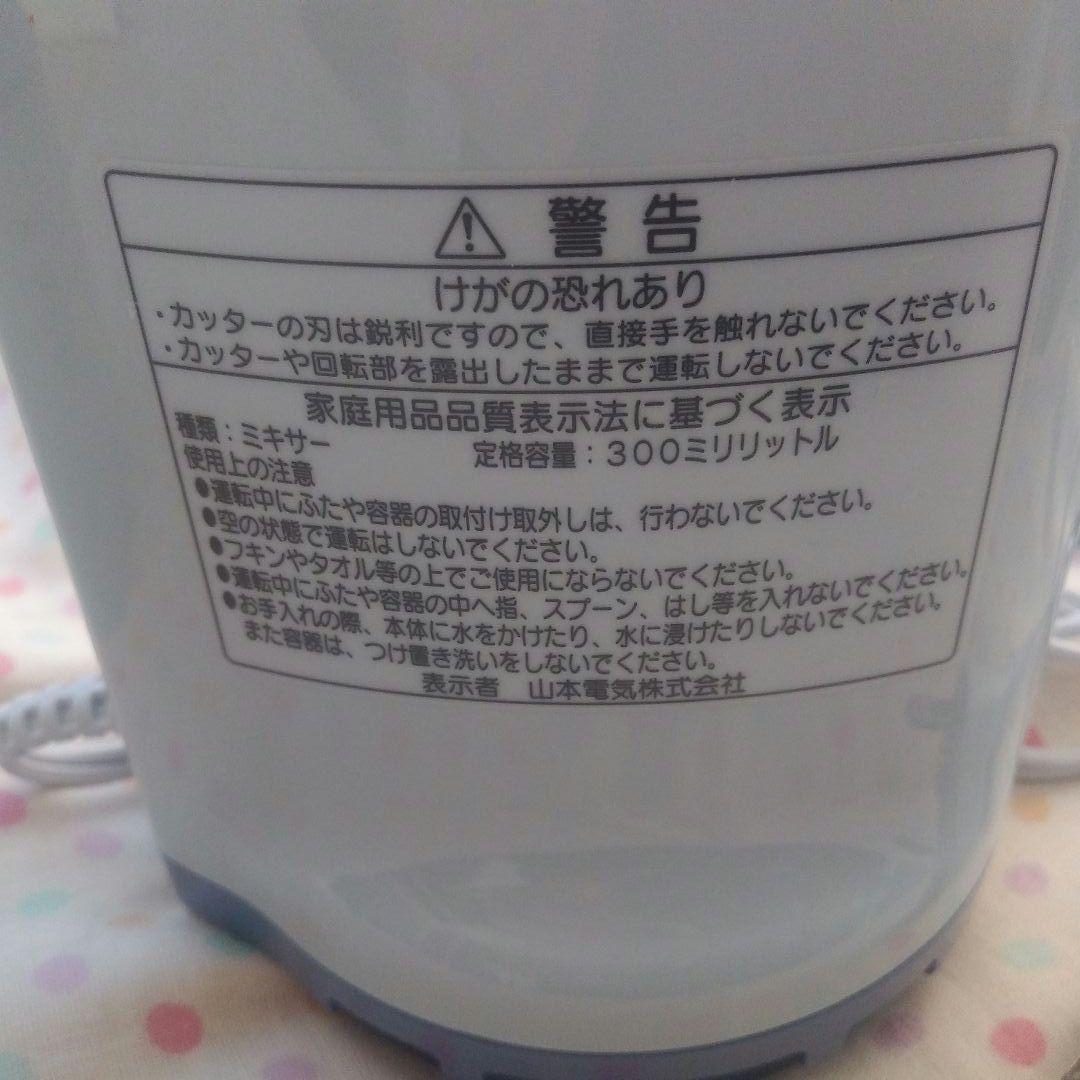 警告
けがの恐れあり
・カッターの刃は鋭利ですので、直接手を触れないでください。
・カッターや回転部を露出したままで運転しないでください。
家庭用品品質表示法に基づく表示
種類：ミキサー　定格容量：300ミリリットル
使用上の注意
●運転中にふたや容器の取付け取外しは、行わないでください。
●空の状態で運転はしないでください。
●フキンやタオル等の上でご使用にならないでください。
●運転中にふたや容器の中へ指、スプーン、はし等を入れないでください。
●お手入れの際、本体に水をかけたり、水に浸けたりしないでください。
また容器は、つけ置き洗いをしないでください。
表示者　山本電気株式会社